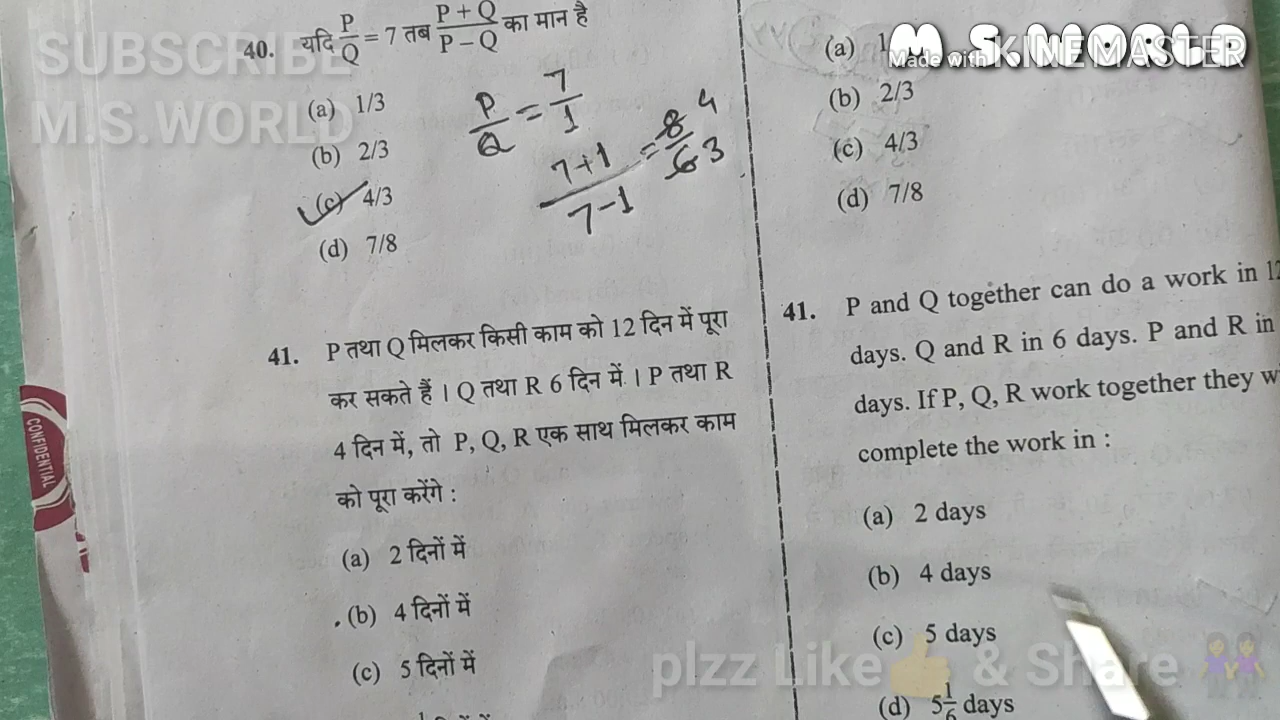 SUBSCRIBE
M.S.WORLD
40. यदि P/Q = 7 तब P + Q / P – Q का मान है
(a) 1/3
(b) 2/3
(c) 4/3
(d) 7/8
P/Q = 7/1
7+1 / 7-1 = 8/6 4 3
41. P तथा Q मिलकर किसी काम को 12 दिन में पूरा
कर सकते हैं । Q तथा R 6 दिन में । P तथा R
4 दिन में, तो P, Q, R एक साथ मिलकर काम
को पूरा करेंगे :
(a) 2 दिनों में
(b) 4 दिनों में
(c) 5 दिनों में
M. S. WORLD
Made with KINEMASTER
(a) 1
(b) 2/3
(c) 4/3
(d) 7/8
41. P and Q together can do a work in 12
days. Q and R in 6 days. P and R in
days. If P, Q, R work together they w
complete the work in :
(a) 2 days
(b) 4 days
(c) 5 days
(d) 5 1/6 days
plzz Like 👍 & Share 👭
CONFIDENTIAL